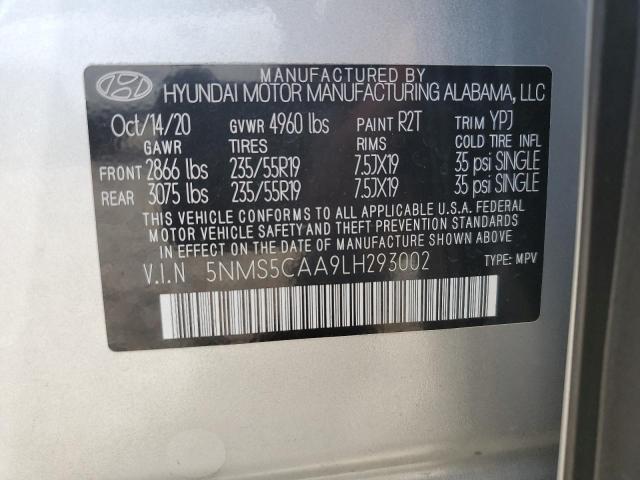 MANUFACTURED BY
HYUNDAI MOTOR MANUFACTURING ALABAMA, LLC
Oct/14/20 GVWR 4960 lbs PAINT R2T TRIM YPJ
GAWR TIRES RIMS COLD TIRE INFL
FRONT 2866 lbs 235/55R19 7.5JX19 35 psi SINGLE
REAR 3075 lbs 235/55R19 7.5JX19 35 psi SINGLE
THIS VEHICLE CONFORMS TO ALL APPLICABLE U.S.A. FEDERAL
MOTOR VEHICLE SAFETY, BUMPER, AND THEFT PREVENTION STANDARDS
IN EFFECT ON THE DATE OF MANUFACTURE SHOWN ABOVE.
V.I.N 5NMS5CAA9LH293002 TYPE: MPV